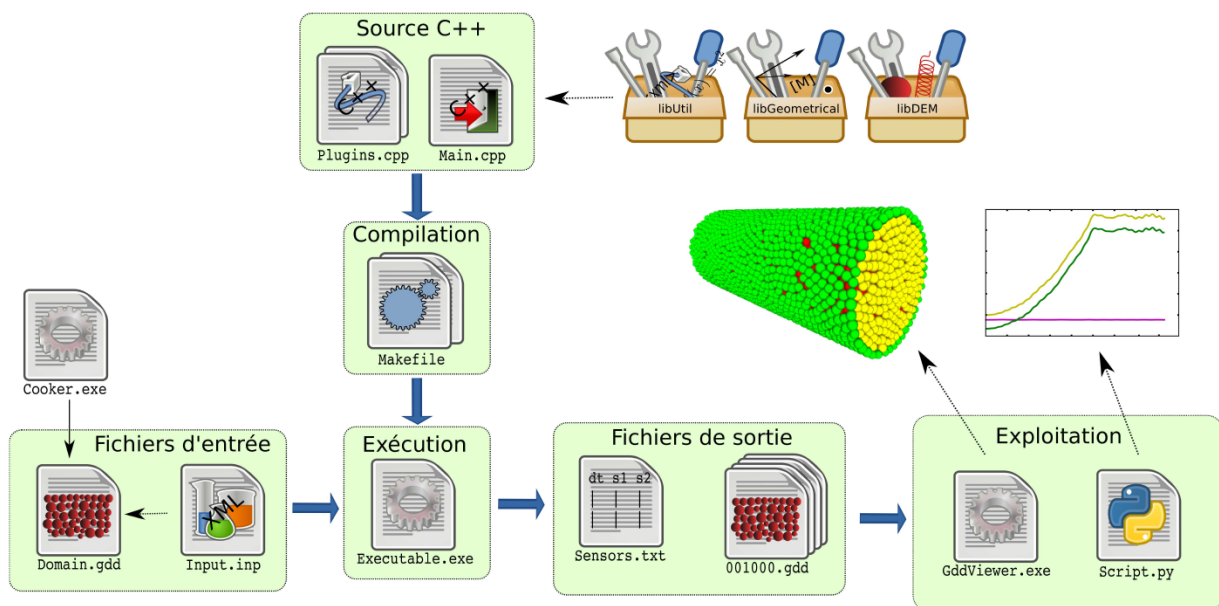 Source C++
C++
C++
Plugins.cpp
Main.cpp
[M]
libUtil
libGeometrical
libDEM
Compilation
Makefile
Cooker.exe
Fichiers d'entrée
XML
Domain.gdd
Input.inp
Exécution
Executable.exe
Fichiers de sortie
dt s1 s2
Sensors.txt
001000.gdd
Exploitation
GddViewer.exe
Script.py